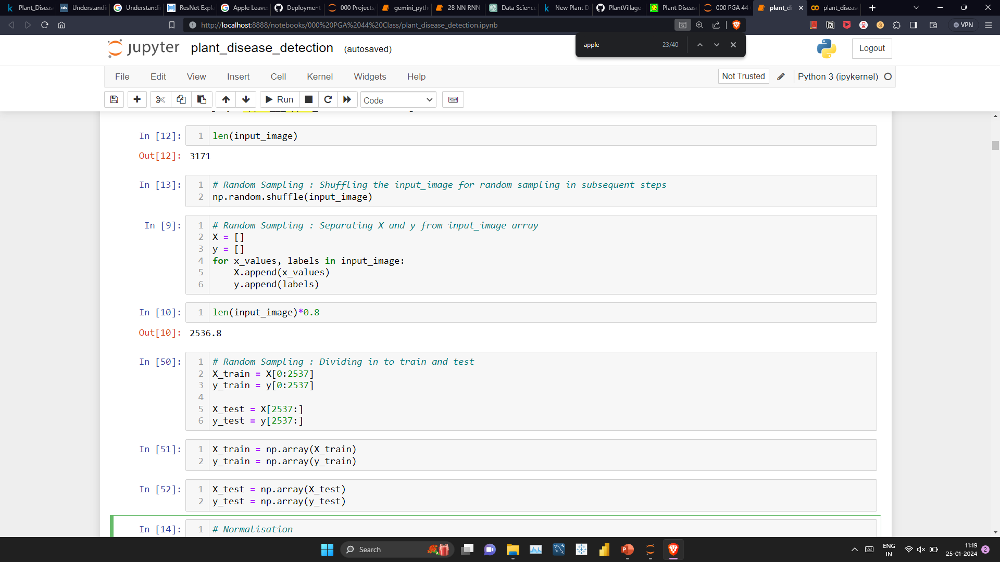 Plant_Diseas
Understandi
Understandi
ResNet Expla
Apple Leave
Deployment
000 Projects
gemini_pyth
28 NN RNN
Data Science
New Plant D
PlantVillage-
Plant Diseas
000 PGA 44
plant_di
plant_diseas
http://localhost:8888/notebooks/000%20PGA%2044%20Class/plant_disease_detection.ipynb
VPN
apple 23/40
jupyter plant_disease_detection (autosaved)
Logout
File Edit View Insert Cell Kernel Widgets Help
Not Trusted
Python 3 (ipykernel)
Run
Code
In [12]: 1 len(input_image)
Out[12]: 3171
In [13]: 1 # Random Sampling : Shuffling the input_image for random sampling in subsequent steps
2 np.random.shuffle(input_image)
In [9]: 1 # Random Sampling : Separating X and y from input_image array
2 X = []
3 y = []
4 for x_values, labels in input_image:
5 X.append(x_values)
6 y.append(labels)
In [10]: 1 len(input_image)*0.8
Out[10]: 2536.8
In [50]: 1 # Random Sampling : Dividing in to train and test
2 X_train = X[0:2537]
3 y_train = y[0:2537]
4
5 X_test = X[2537:]
6 y_test = y[2537:]
In [51]: 1 X_train = np.array(X_train)
2 y_train = np.array(y_train)
In [52]: 1 X_test = np.array(X_test)
2 y_test = np.array(y_test)
In [14]: 1 # Normalisation
Search
ENG
IN
11:19
25-01-2024
2